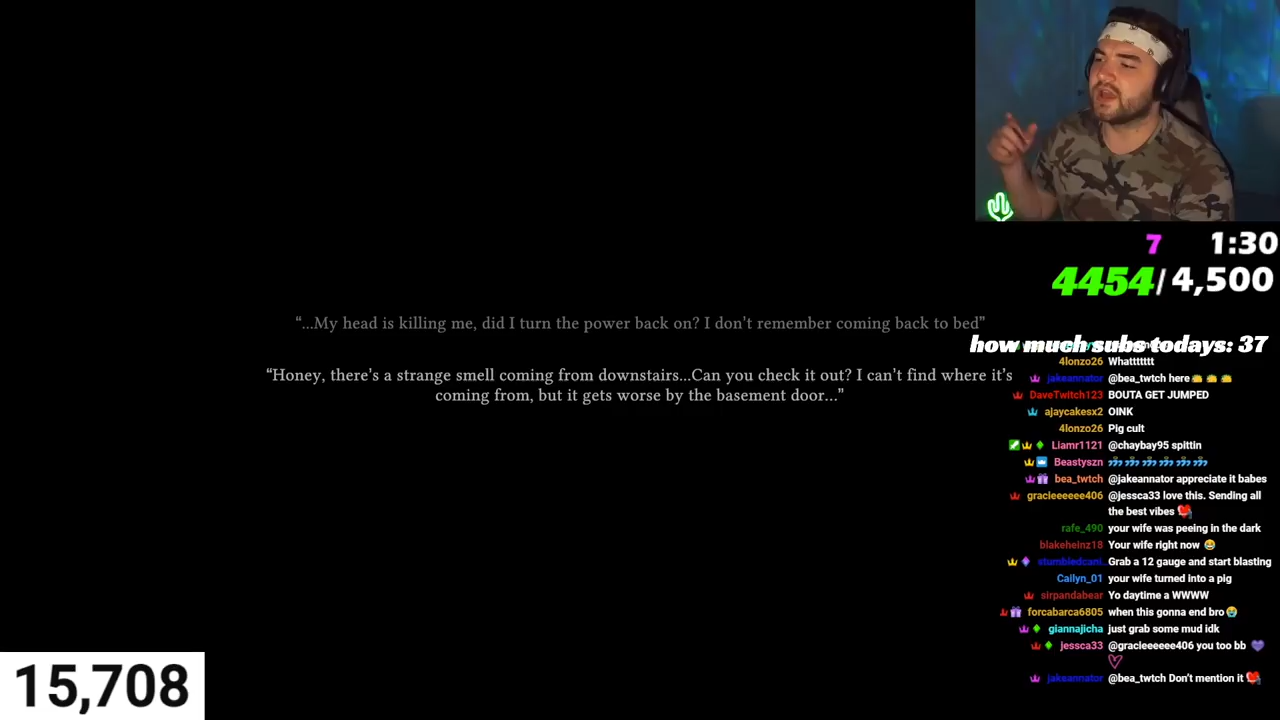 “...My head is killing me, did I turn the power back on? I don’t remember coming back to bed”
“Honey, there’s a strange smell coming from downstairs...Can you check it out? I can’t find where it’s
coming from, but it gets worse by the basement door...”
7 1:30
4454/4,500
how much subs todays: 37
4lonzo26 Whattttttt
jakeannator @bea_twtch here🌮🌮🌮
DaveTwitch123 BOUTA GET JUMPED
ajaycakesx2 OINK
4lonzo26 Pig cult
Liamr1121 @chaybay95 spittin
Beastyszn
bea_twtch @jakeannator appreciate it babes
gracieeeeee406 @jessca33 love this. Sending all
the best vibes
rafe_490 your wife was peeing in the dark
blakeheinz18 Your wife right now 😂
stumbledcani.. Grab a 12 gauge and start blasting
Cailyn_01 your wife turned into a pig
sirpandabear Yo daytime a WWWW
forcabarca6805 when this gonna end bro😭
giannajicha just grab some mud idk
jessca33 @gracieeeeee406 you too bb 💜
jakeannator @bea_twtch Don’t mention it
15,708